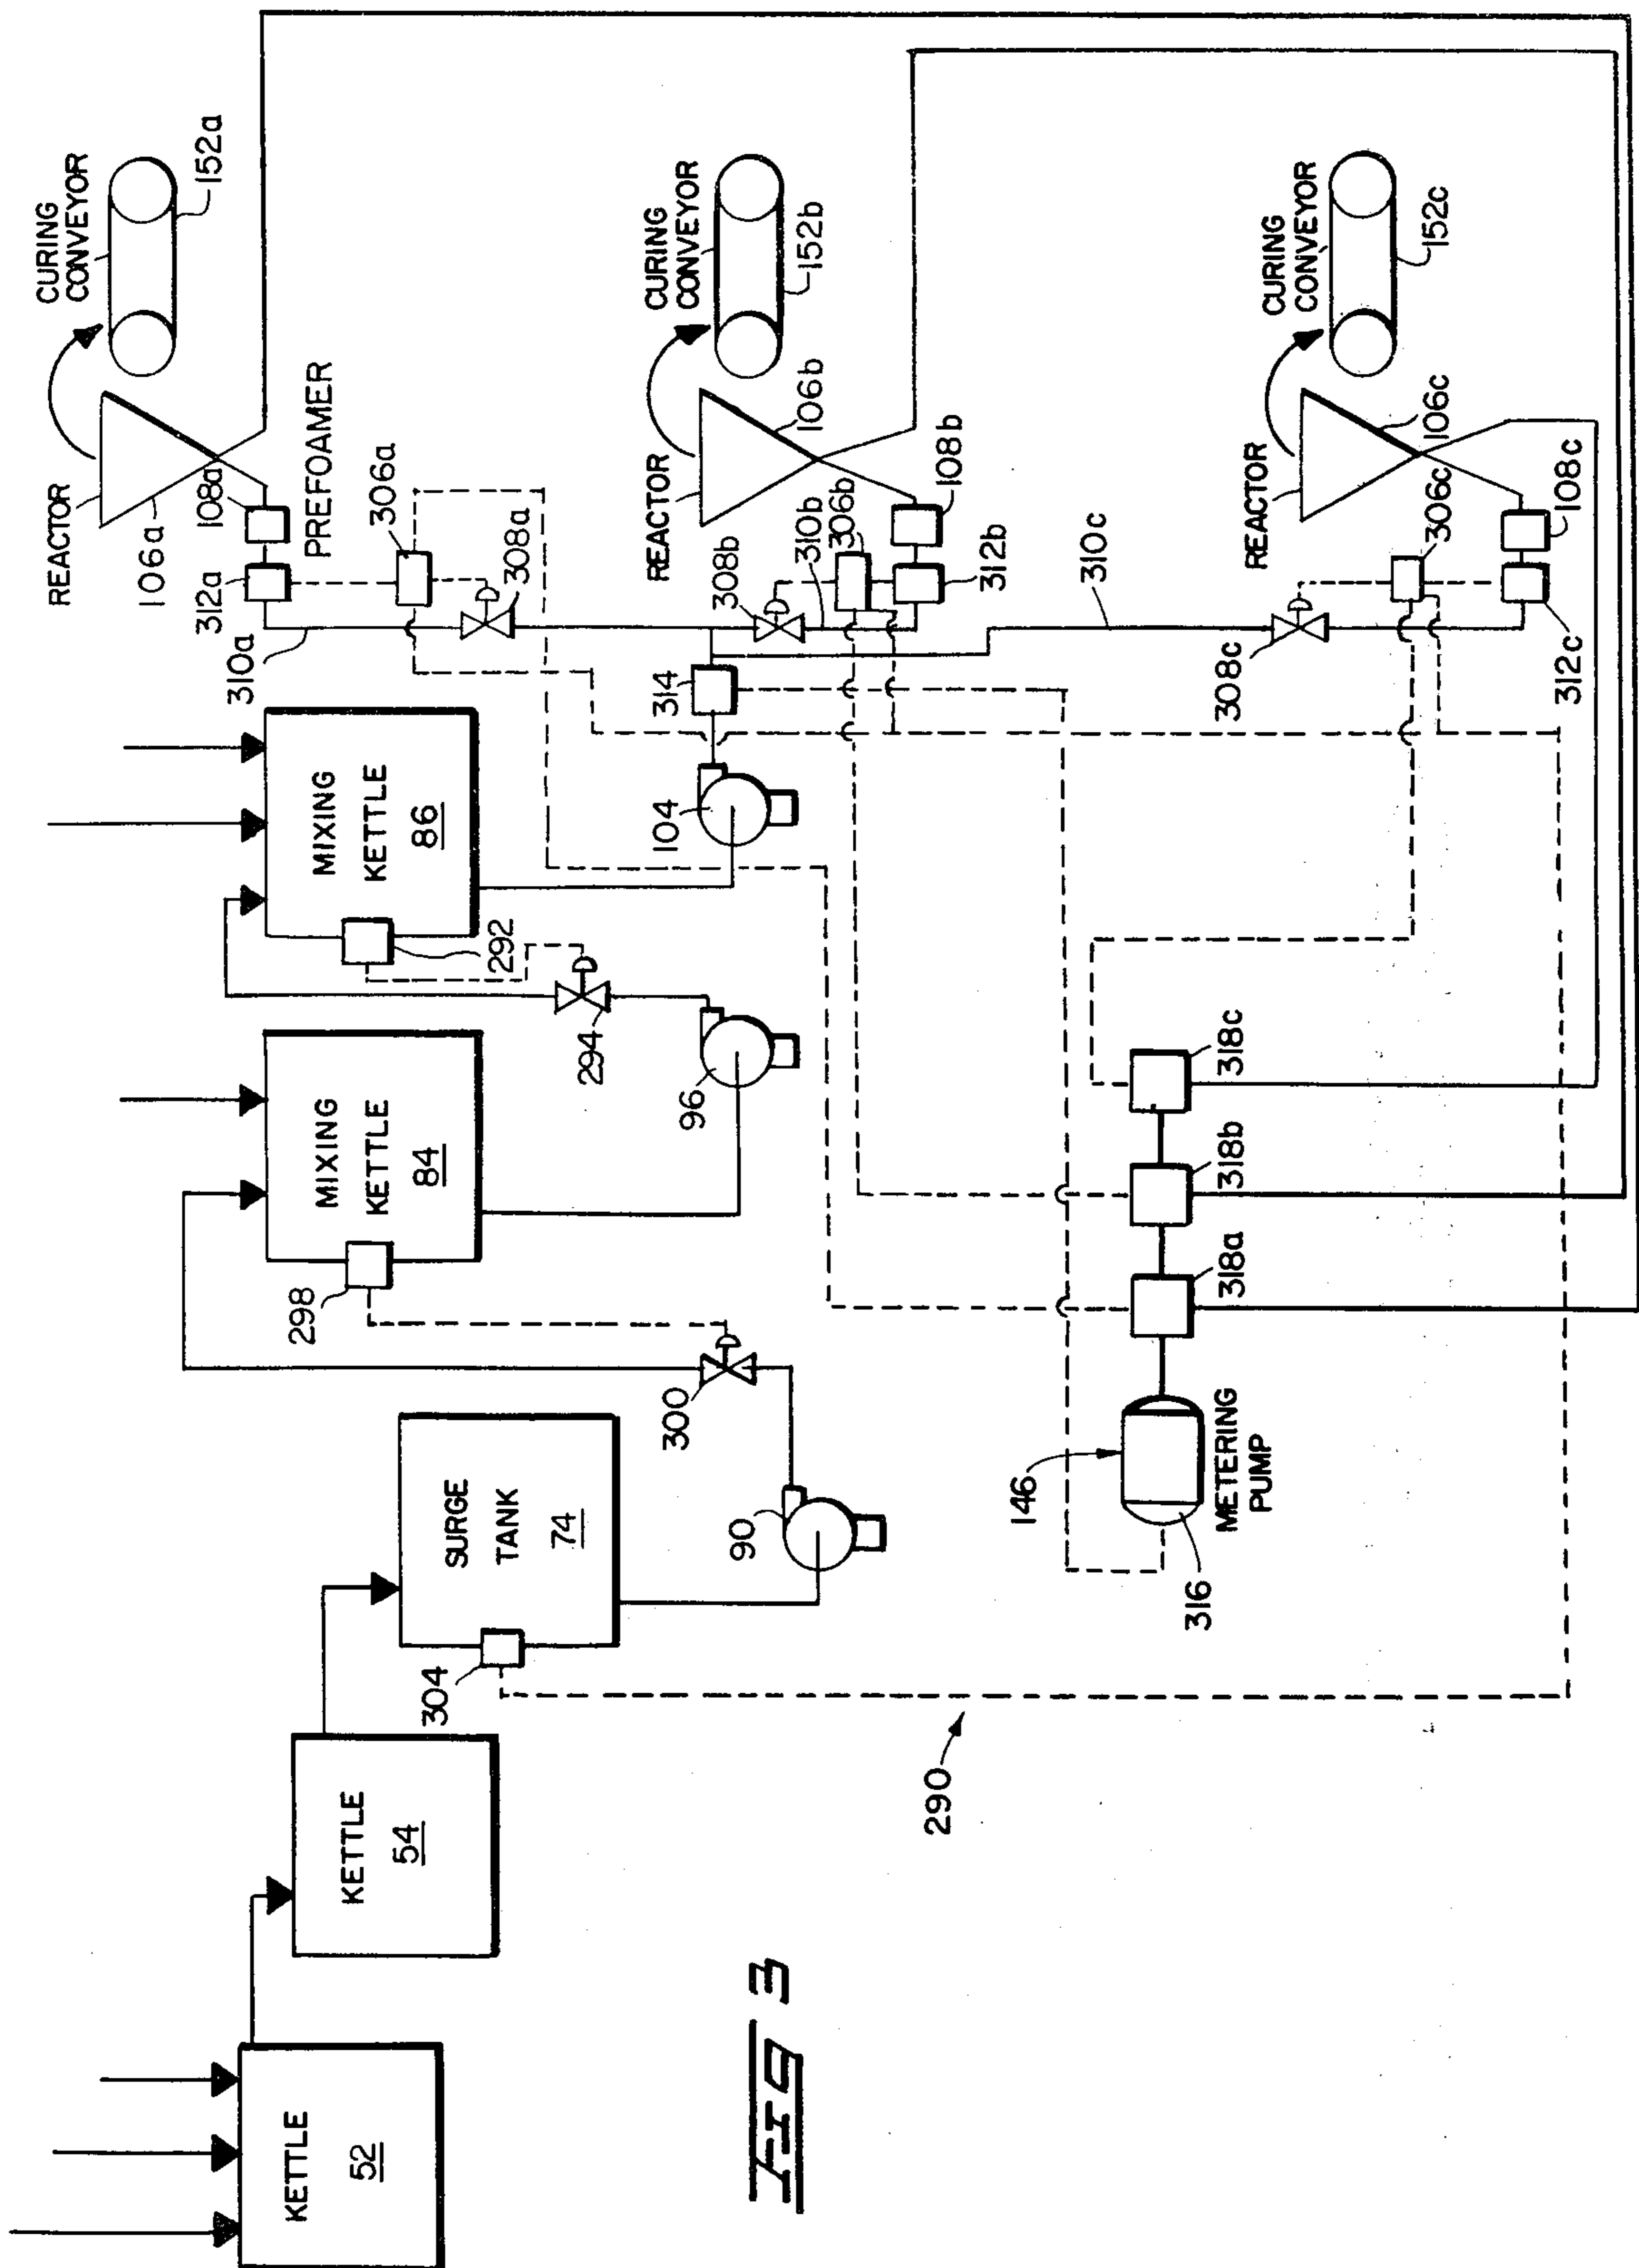 KETTLE
52
KETTLE
54
SURGE
TANK
74
304
90
300
MIXING
KETTLE
84
298
96
294
MIXING
KETTLE
86
292
104
314
REACTOR
106a
108a
312a
310a
PREFOAMER
306a
308a
CURING
CONVEYOR
152a
REACTOR
106b
108b
308b
310b
306b
312b
CURING
CONVEYOR
152b
310c
REACTOR
106c
108c
306c
308c
312c
CURING
CONVEYOR
152c
146
METERING
PUMP
316
318a
318b
318c
290
FIG 3